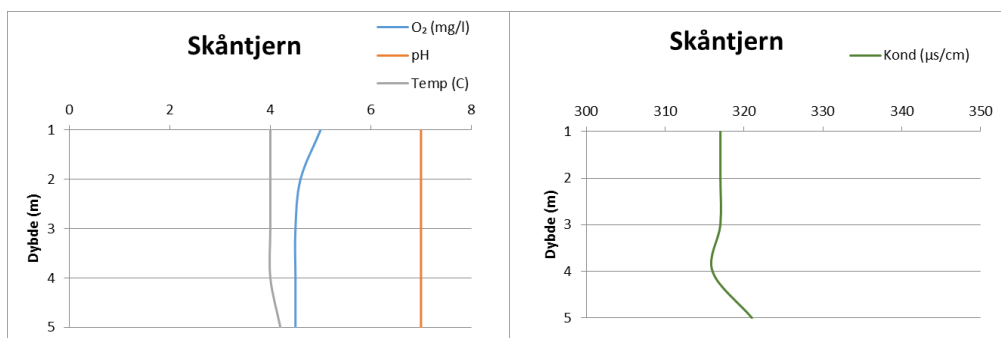 Skåntjern
O₂ (mg/l)
pH
Temp (C)
0 2 4 6 8
1
2
3
4
5
Dybde (m)
Skåntjern
Kond (µs/cm)
300 310 320 330 340 350
1
2
3
4
5
Dybde (m)